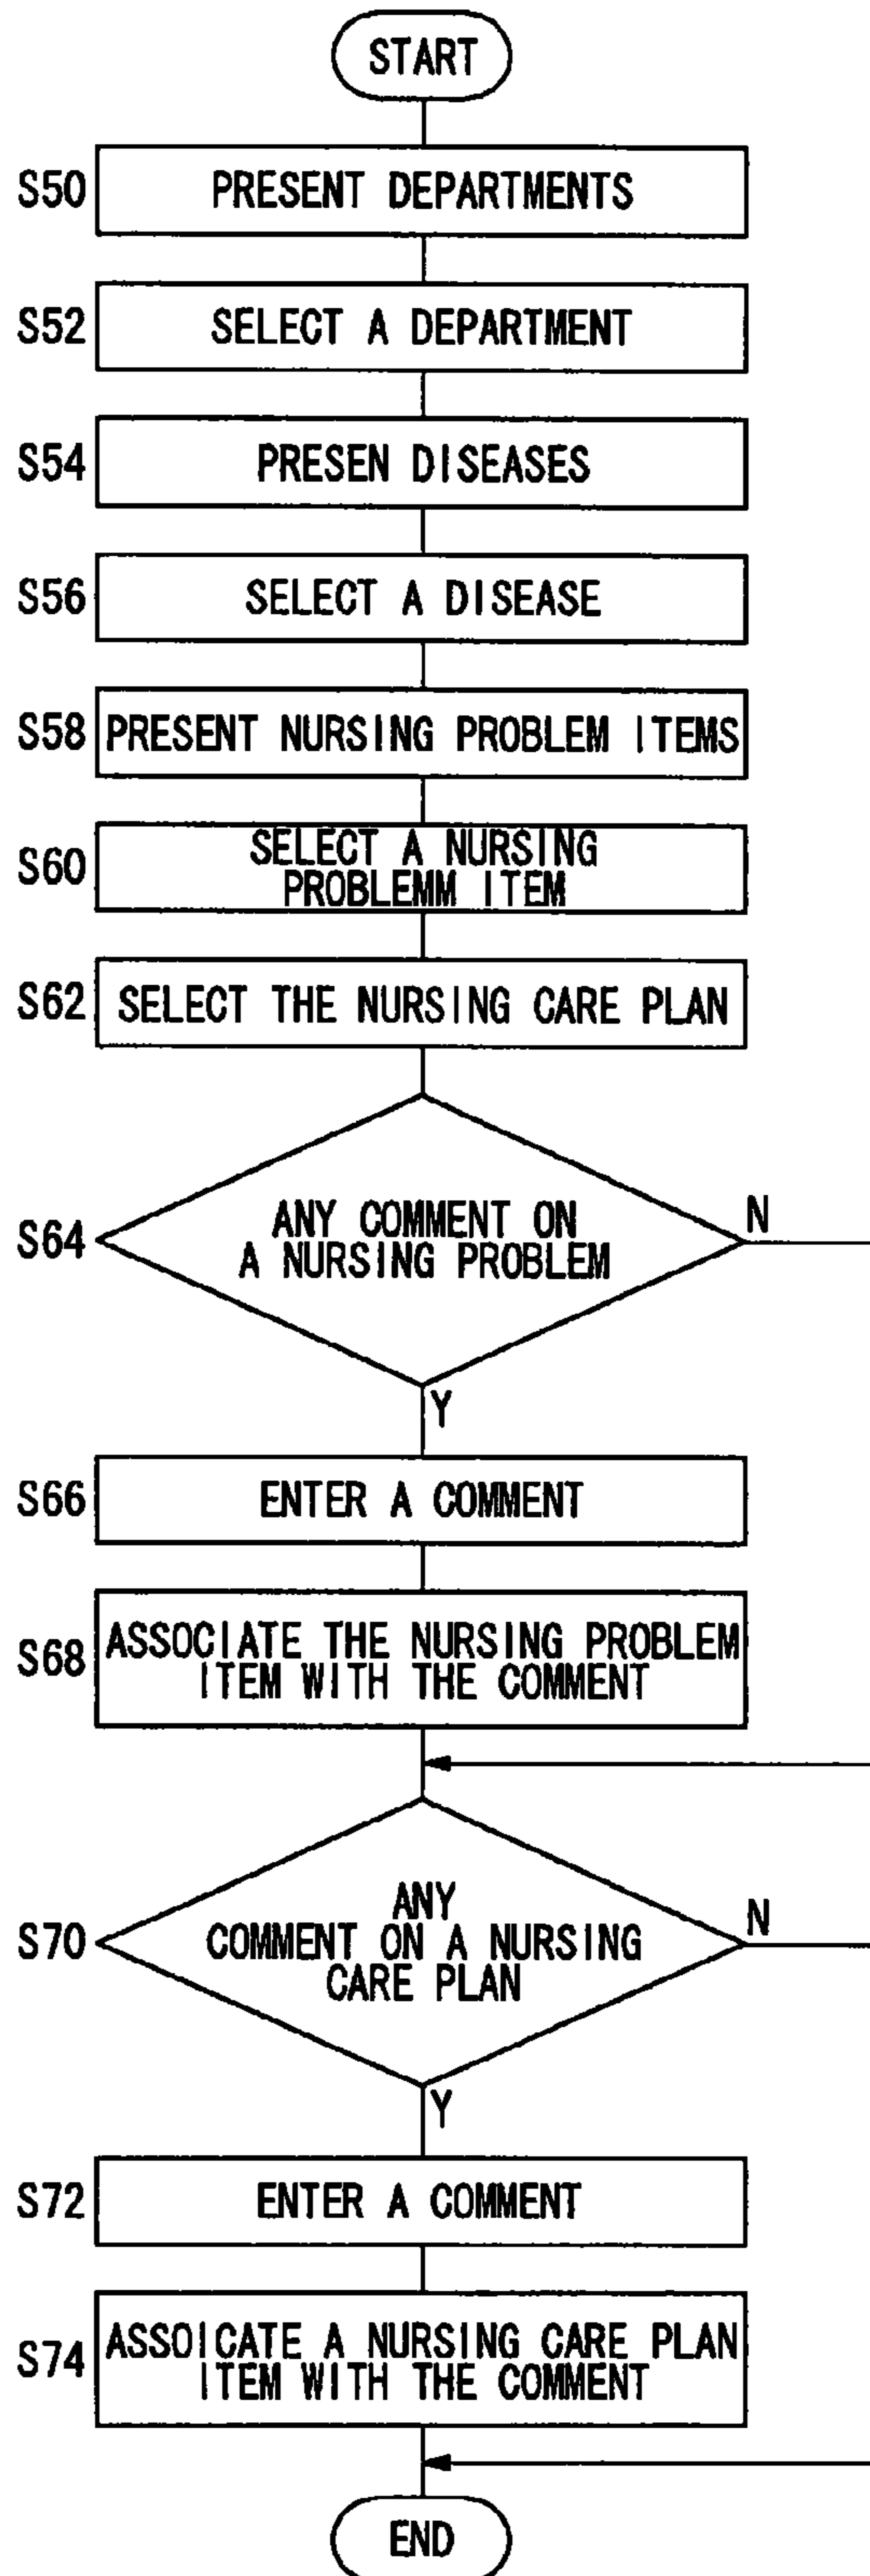 START
S50 PRESENT DEPARTMENTS
S52 SELECT A DEPARTMENT
S54 PRESEN DISEASES
S56 SELECT A DISEASE
S58 PRESENT NURSING PROBLEM ITEMS
S60 SELECT A NURSING
PROBLEMM ITEM
S62 SELECT THE NURSING CARE PLAN
S64 ANY COMMENT ON
A NURSING PROBLEM
N
Y
S66 ENTER A COMMENT
S68 ASSOCIATE THE NURSING PROBLEM
ITEM WITH THE COMMENT
S70 ANY
COMMENT ON A NURSING
CARE PLAN
N
Y
S72 ENTER A COMMENT
S74 ASSOICATE A NURSING CARE PLAN
ITEM WITH THE COMMENT
END